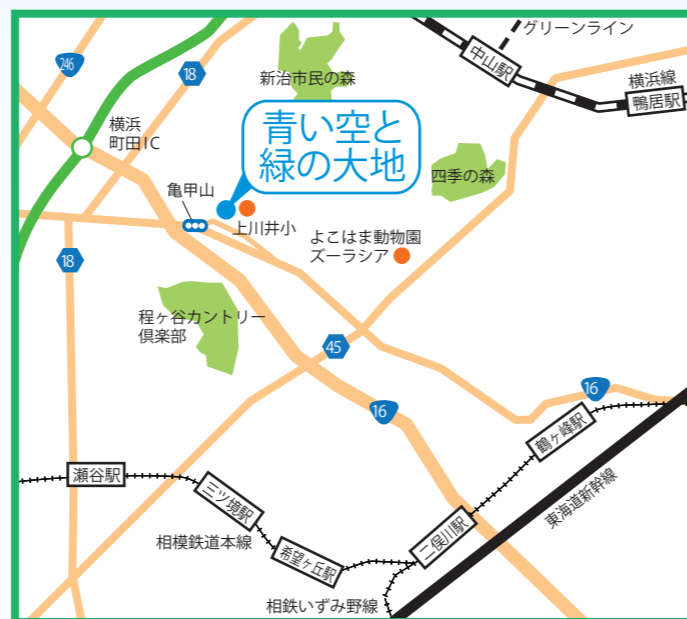 グリーンライン
246
中山駅
18
新治市民の森
横浜線
鴨居駅
横浜
町田IC
青い空と
緑の大地
四季の森
亀甲山
上川井小
よこはま動物園
ズーラシア
18
程ヶ谷カントリー
倶楽部
45
16
16
鶴ヶ峰駅
瀬谷駅
三ツ境駅
東海道新幹線
二俣川駅
相模鉄道本線
希望ヶ丘駅
相鉄いずみ野線